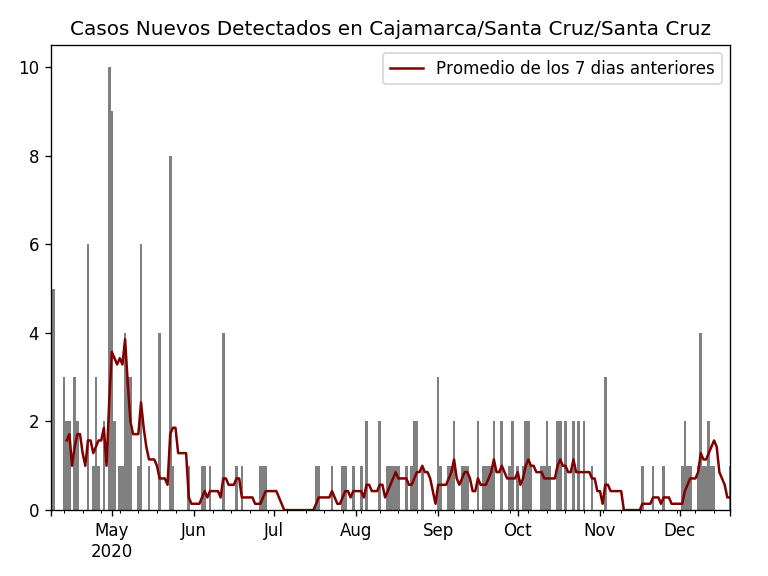 Casos Nuevos Detectados en Cajamarca/Santa Cruz/Santa Cruz
Promedio de los 7 dias anteriores
10
8
6
4
2
0
May Jun Jul Aug Sep Oct Nov Dec
2020